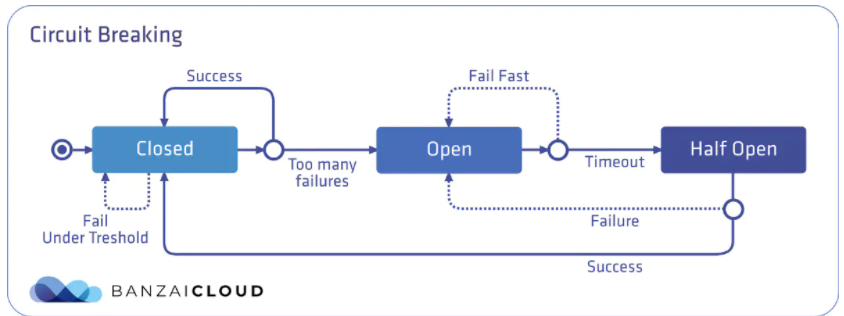 Circuit Breaking
Success
Fail Fast
Closed
Open
Half Open
Too many
failures
Timeout
Fail
Under Treshold
Failure
Success
BANZAICLOUD